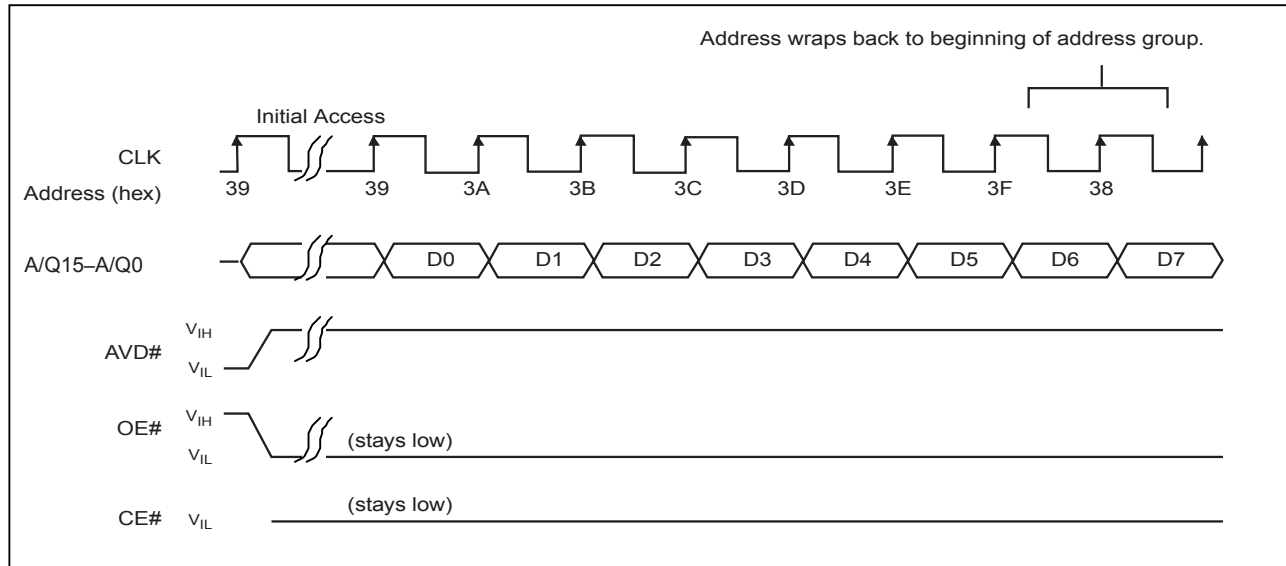 Address wraps back to beginning of address group.
Initial Access
CLK
Address (hex) 39 39 3A 3B 3C 3D 3E 3F 38
A/Q15–A/Q0 D0 D1 D2 D3 D4 D5 D6 D7
AVD# VIH
VIL
OE# VIH
VIL (stays low)
CE# VIL (stays low)